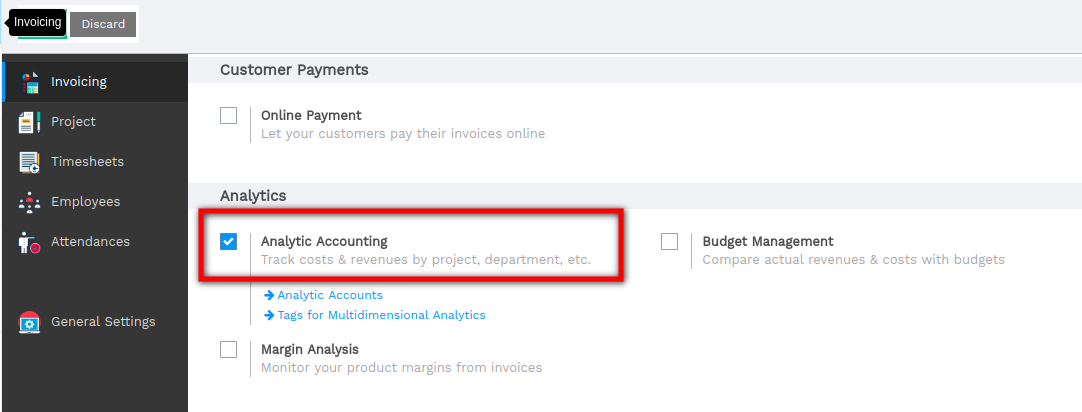 Invoicing
Discard
Invoicing
Project
Timesheets
Employees
Attendances
General Settings
Customer Payments
Online Payment
Let your customers pay their invoices online
Analytics
Analytic Accounting
Track costs & revenues by project, department, etc.
Analytic Accounts
Tags for Multidimensional Analytics
Budget Management
Compare actual revenues & costs with budgets
Margin Analysis
Monitor your product margins from invoices